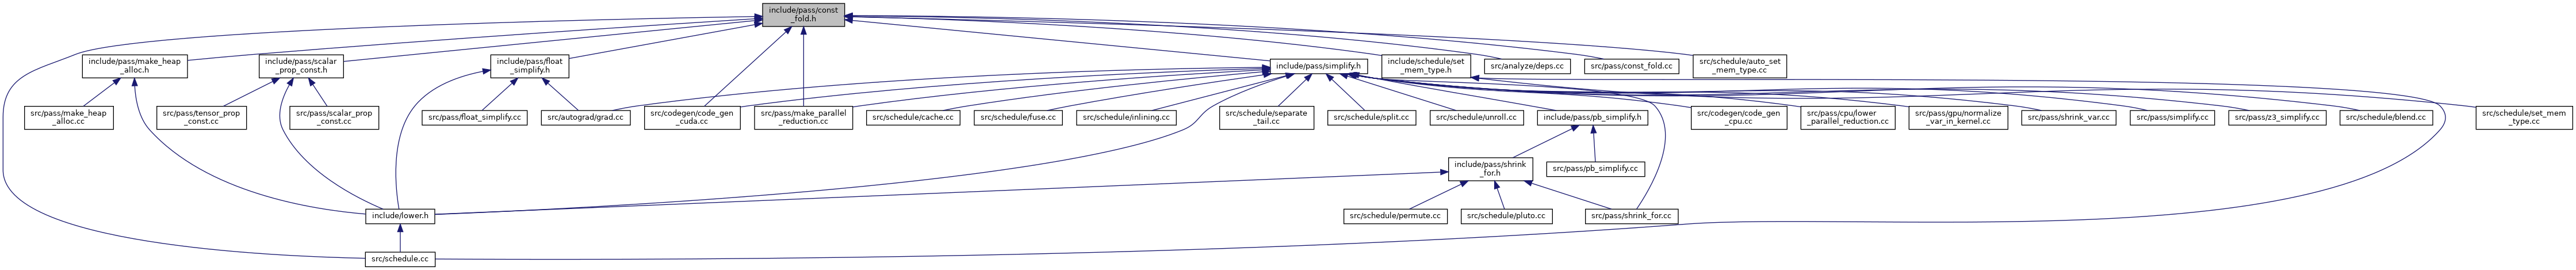 include/pass/const
_fold.h
include/pass/make_heap
_alloc.h
include/pass/scalar
_prop_const.h
include/pass/float
_simplify.h
include/pass/simplify.h
include/schedule/set
_mem_type.h
src/analyze/deps.cc
src/pass/const_fold.cc
src/schedule/auto_set
_mem_type.cc
src/pass/make_heap
_alloc.cc
src/pass/tensor_prop
_const.cc
src/pass/scalar_prop
_const.cc
src/pass/float_simplify.cc
src/autograd/grad.cc
src/codegen/code_gen
_cuda.cc
src/pass/make_parallel
_reduction.cc
src/schedule/cache.cc
src/schedule/fuse.cc
src/schedule/inlining.cc
src/schedule/separate
_tail.cc
src/schedule/split.cc
src/schedule/unroll.cc
include/pass/pb_simplify.h
src/codegen/code_gen
_cpu.cc
src/pass/cpu/lower
_parallel_reduction.cc
src/pass/gpu/normalize
_var_in_kernel.cc
src/pass/shrink_var.cc
src/pass/simplify.cc
src/pass/z3_simplify.cc
src/schedule/blend.cc
src/schedule/set_mem
_type.cc
include/pass/shrink
_for.h
src/pass/pb_simplify.cc
include/lower.h
src/schedule/permute.cc
src/schedule/pluto.cc
src/pass/shrink_for.cc
src/schedule.cc